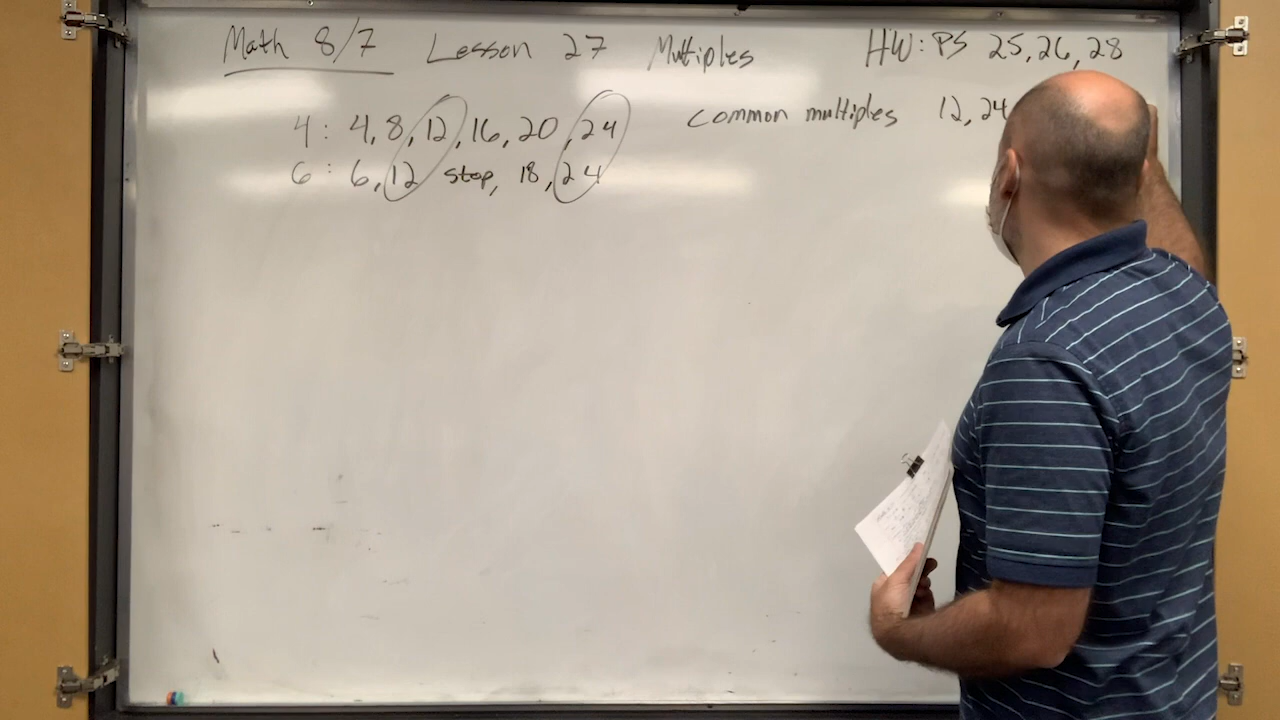 Math 8/7 Lesson 27 Multiples HW: PS 25, 26, 28
4: 4, 8, 12, 16, 20, 24 common multiples 12, 24
6: 6, 12 stop, 18, 24